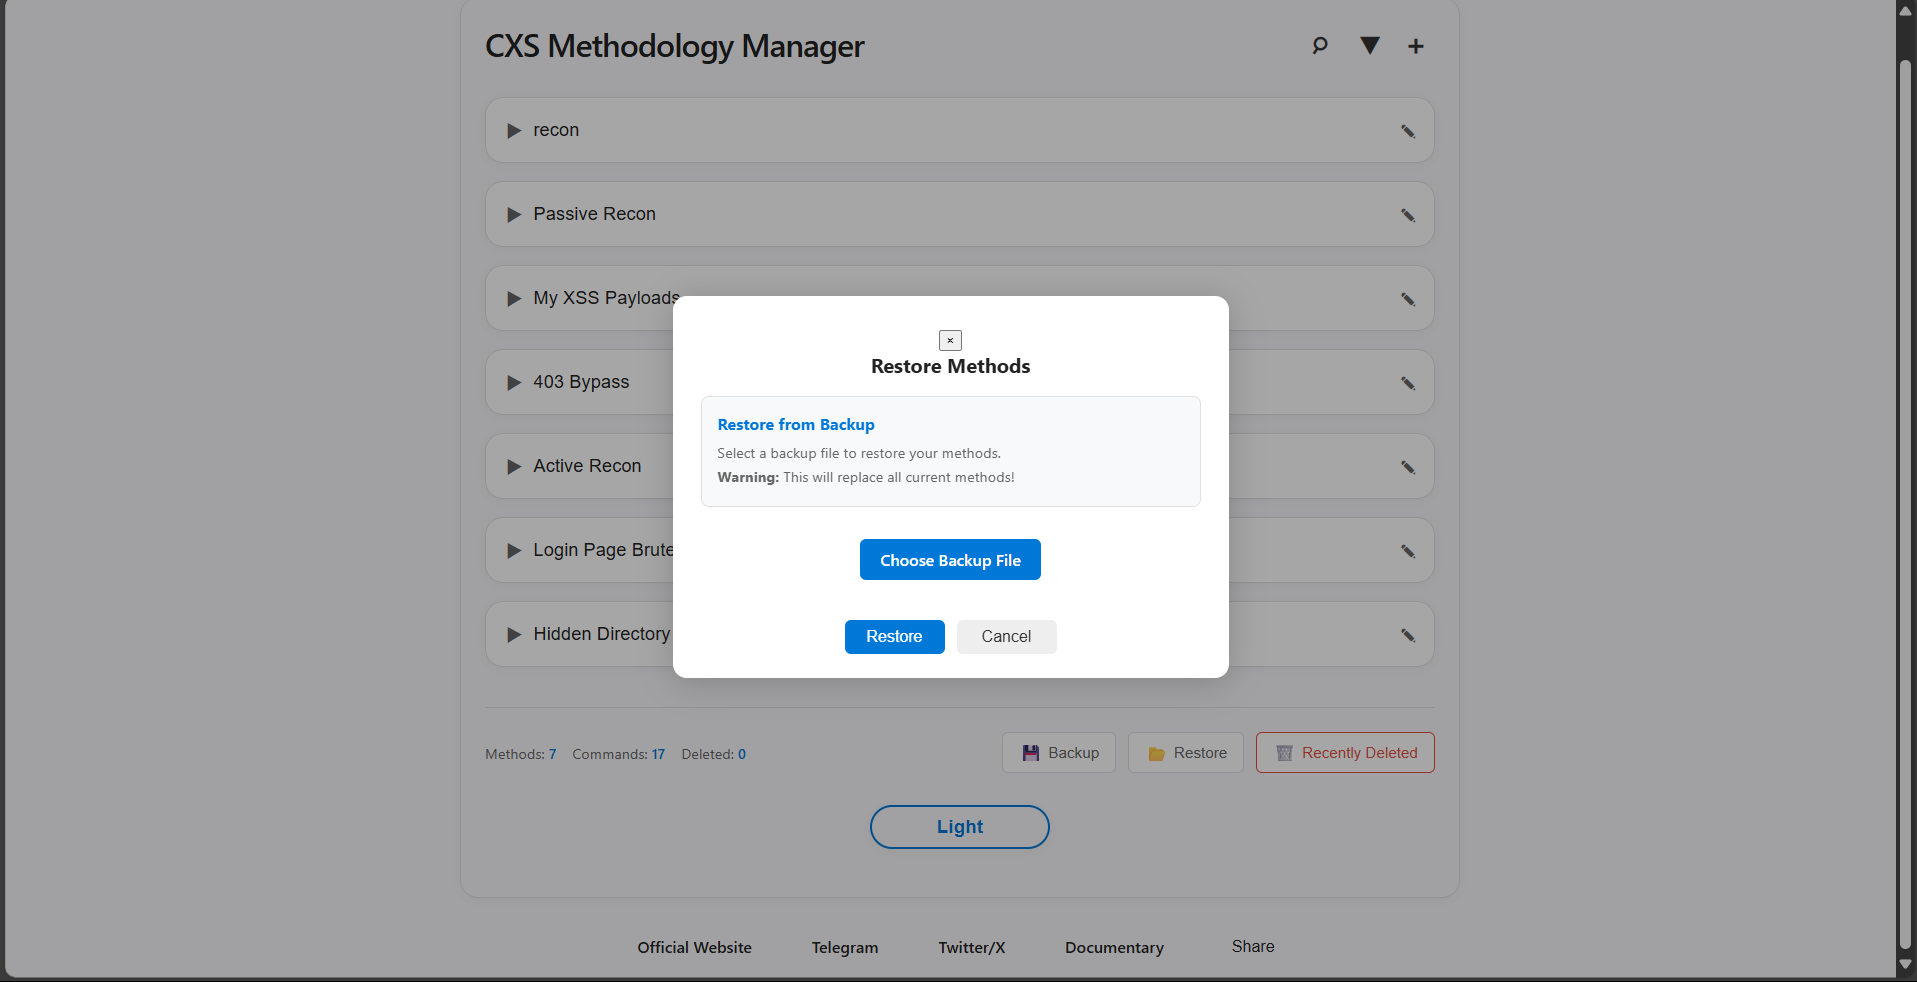 CXS Methodology Manager
recon
Passive Recon
My XSS Payloads
403 Bypass
Active Recon
Login Page Brute
Hidden Directory
×
Restore Methods
Restore from Backup
Select a backup file to restore your methods.
Warning: This will replace all current methods!
Choose Backup File
Restore Cancel
Methods: 7 Commands: 17 Deleted: 0 Backup Restore Recently Deleted
Light
Official Website Telegram Twitter/X Documentary Share